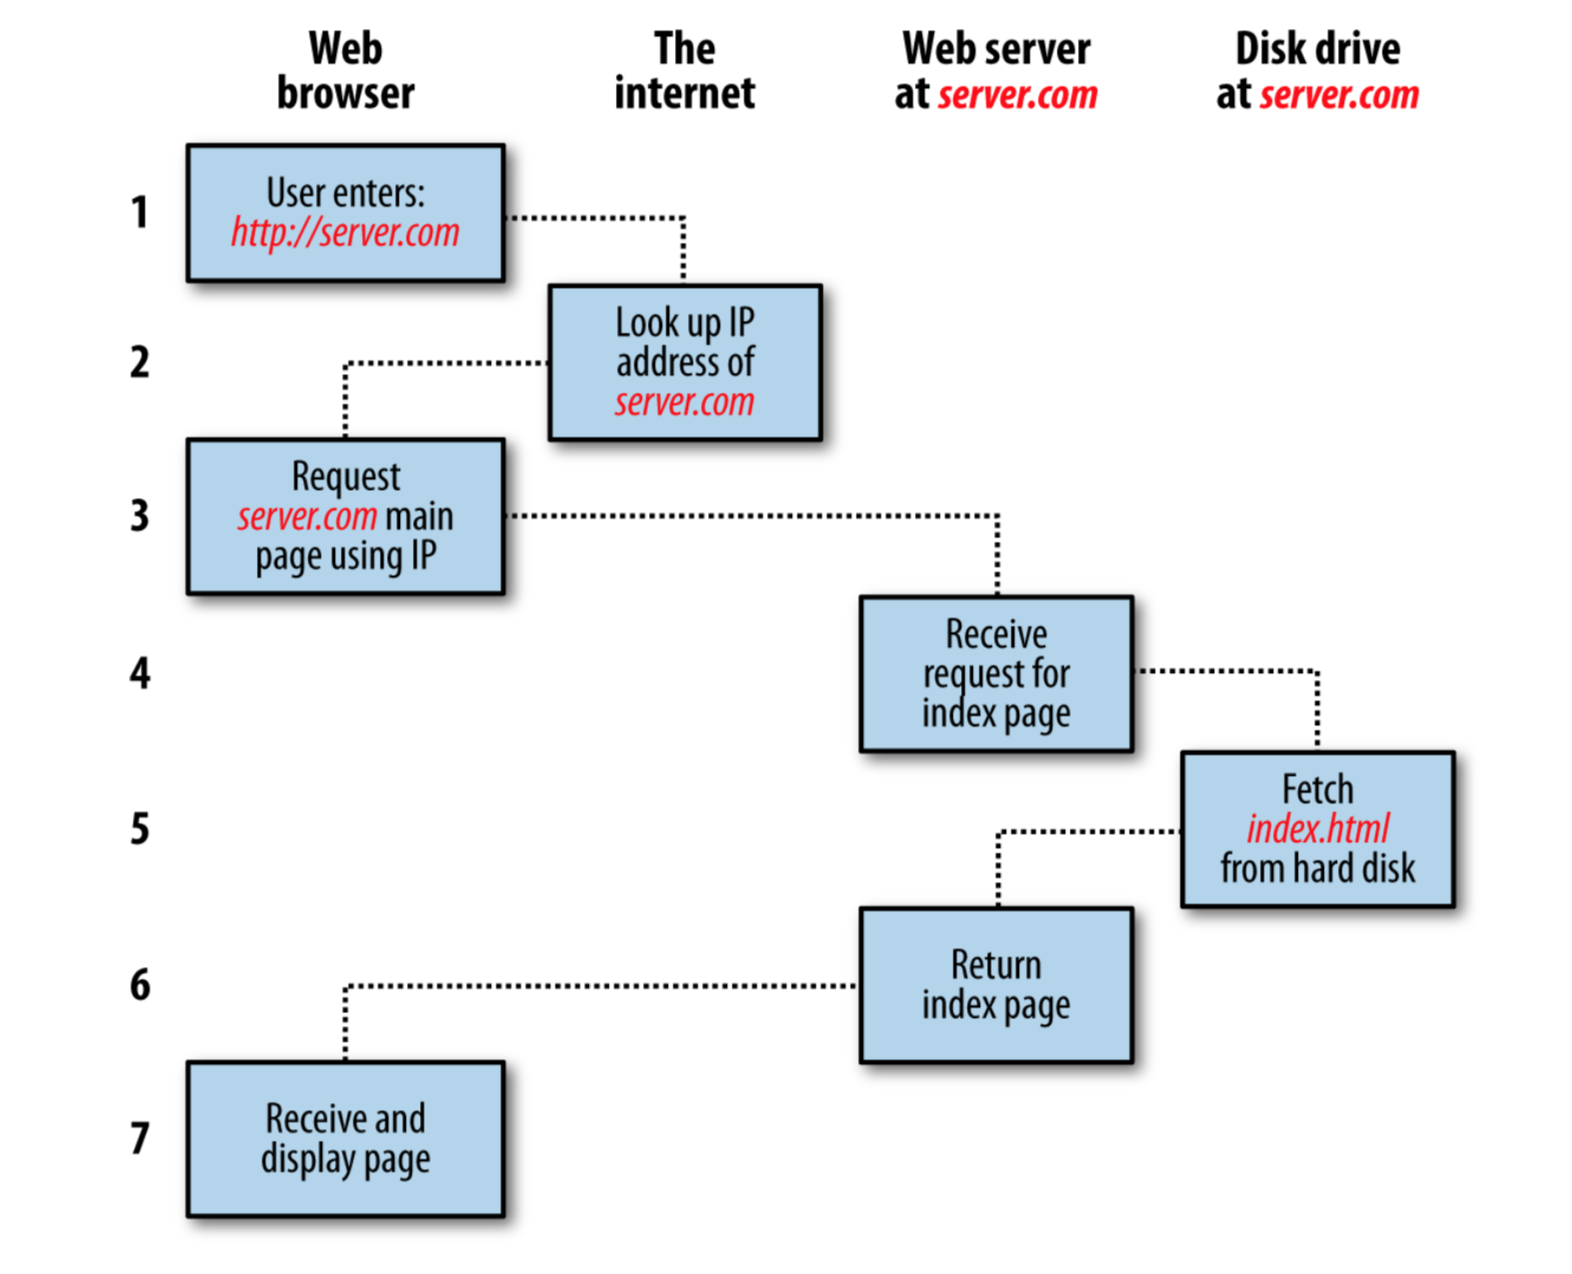 Web
browser
The
internet
Web server
at server.com
Disk drive
at server.com
1
User enters:
http://server.com
2
Look up IP
address of
server.com
3
Request
server.com main
page using IP
4
Receive
request for
index page
5
Fetch
index.html
from hard disk
6
Return
index page
7
Receive and
display page